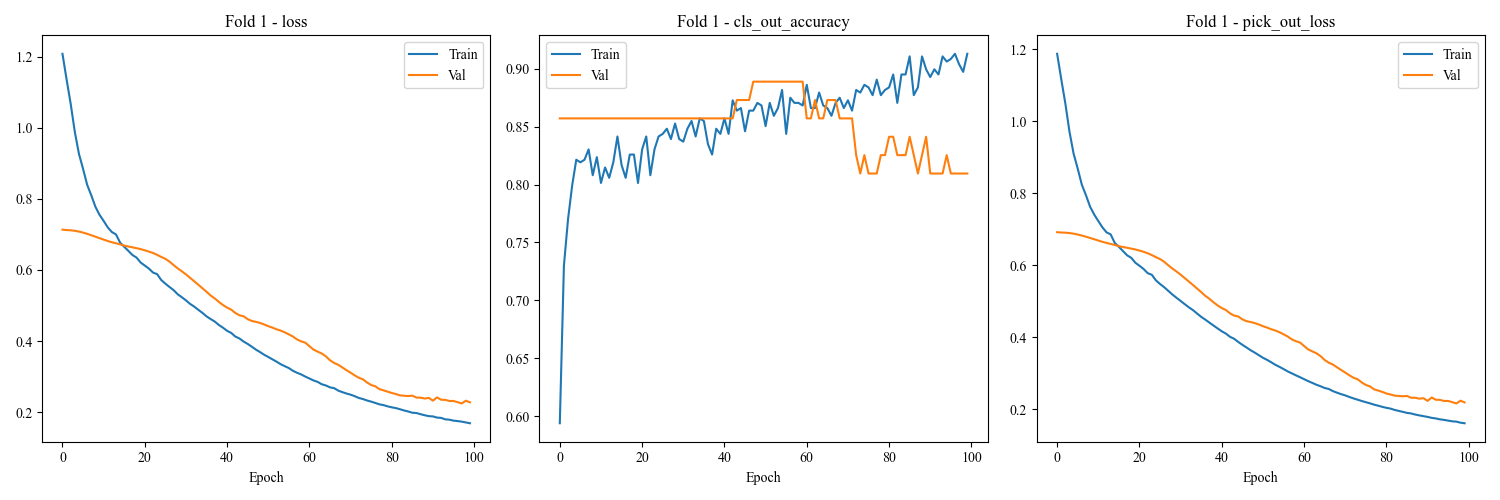 Fold 1 - loss
1.2
1.0
0.8
0.6
0.4
0.2
Train
Val
0 20 40 60 80 100
Epoch
Fold 1 - cls_out_accuracy
0.90
0.85
0.80
0.75
0.70
0.65
0.60
Train
Val
0 20 40 60 80 100
Epoch
Fold 1 - pick_out_loss
1.2
1.0
0.8
0.6
0.4
0.2
Train
Val
0 20 40 60 80 100
Epoch